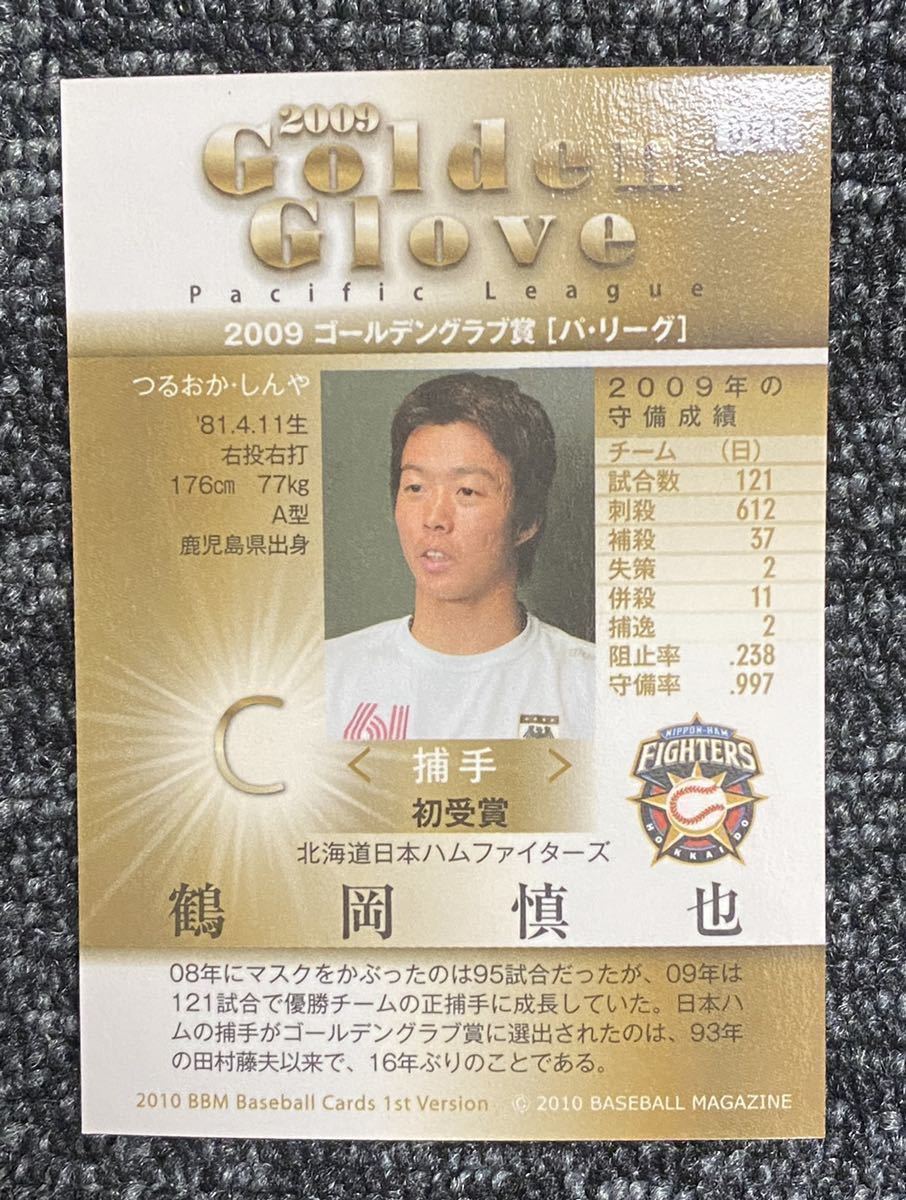 2009
Golden
Glove
Pacific League
2009 ゴールデングラブ賞［パ・リーグ］
つるおか・しんや
'81.4.11生
右投右打
176㎝ 77㎏
A型
鹿児島県出身
C
2009年の
守備成績
チーム （日）
試合数 121
刺殺 612
補殺 37
失策 2
併殺 11
捕逸 2
阻止率 .238
守備率 .997
61
＜ 捕手 ＞
初受賞
NIPPON-HAM
FIGHTERS
HOKKAIDO
北海道日本ハムファイターズ
鶴岡慎也
08年にマスクをかぶったのは95試合だったが、09年は
121試合で優勝チームの正捕手に成長していた。日本ハ
ムの捕手がゴールデングラブ賞に選出されたのは、93年
の田村藤夫以来で、16年ぶりのことである。
2010 BBM Baseball Cards 1st Version © 2010 BASEBALL MAGAZINE